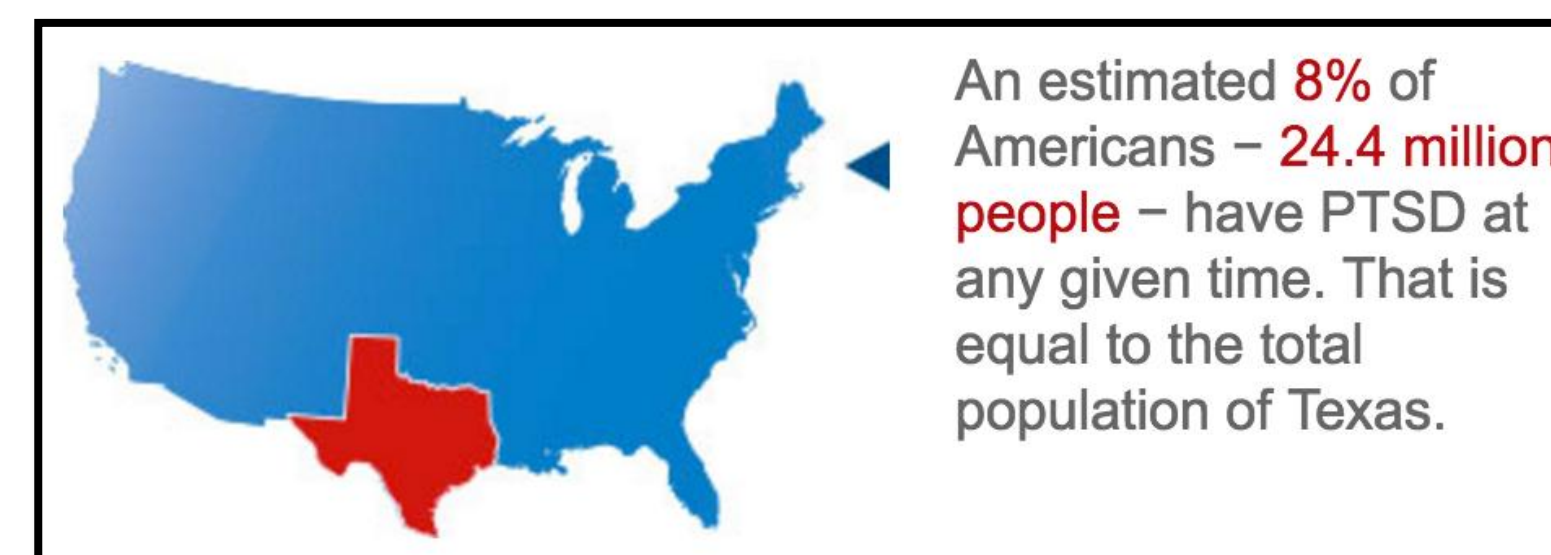 An estimated 8% of
Americans – 24.4 million
people – have PTSD at
any given time. That is
equal to the total
population of Texas.